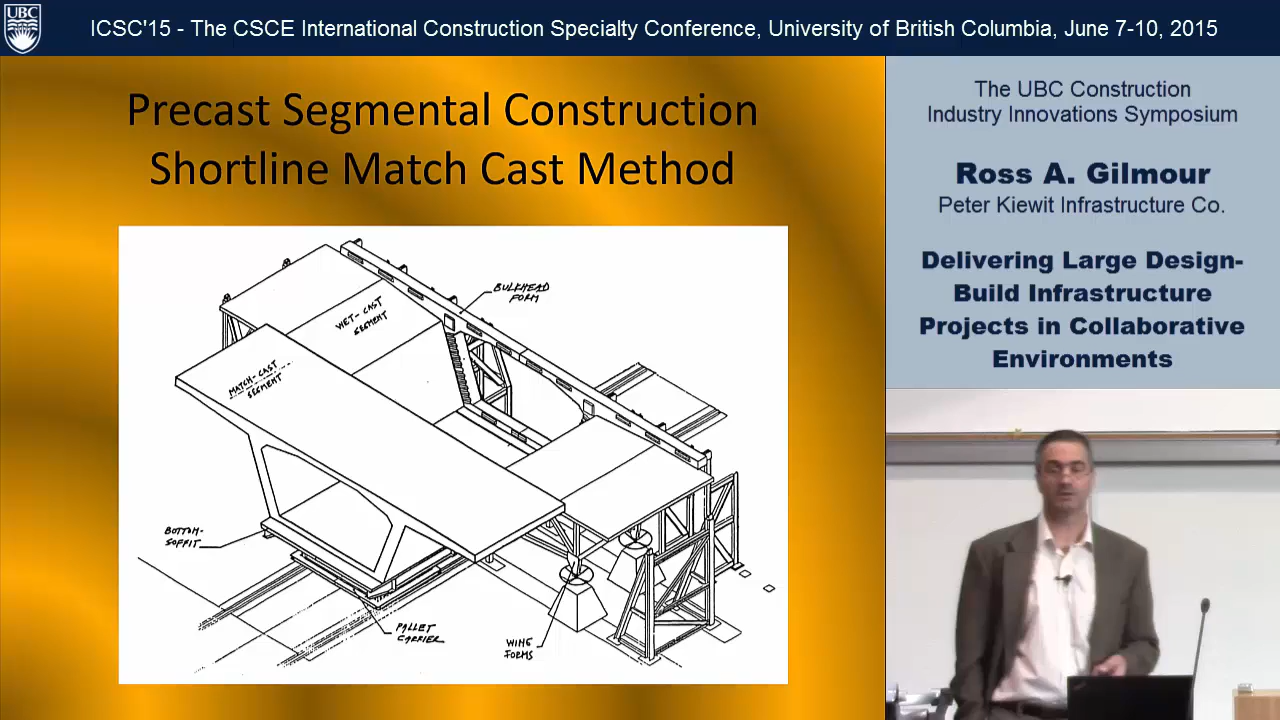 UBC
ICSC'15 - The CSCE International Construction Specialty Conference, University of British Columbia, June 7-10, 2015
Precast Segmental Construction
Shortline Match Cast Method
BULKHEAD
FORM
WET-CAST
SEGMENT
MATCH-CAST
SEGMENT
BOTTOM-
SOFFIT
PALLET
CARRIER
WING
FORMS
The UBC Construction
Industry Innovations Symposium
Ross A. Gilmour
Peter Kiewit Infrastructure Co.
Delivering Large Design-
Build Infrastructure
Projects in Collaborative
Environments